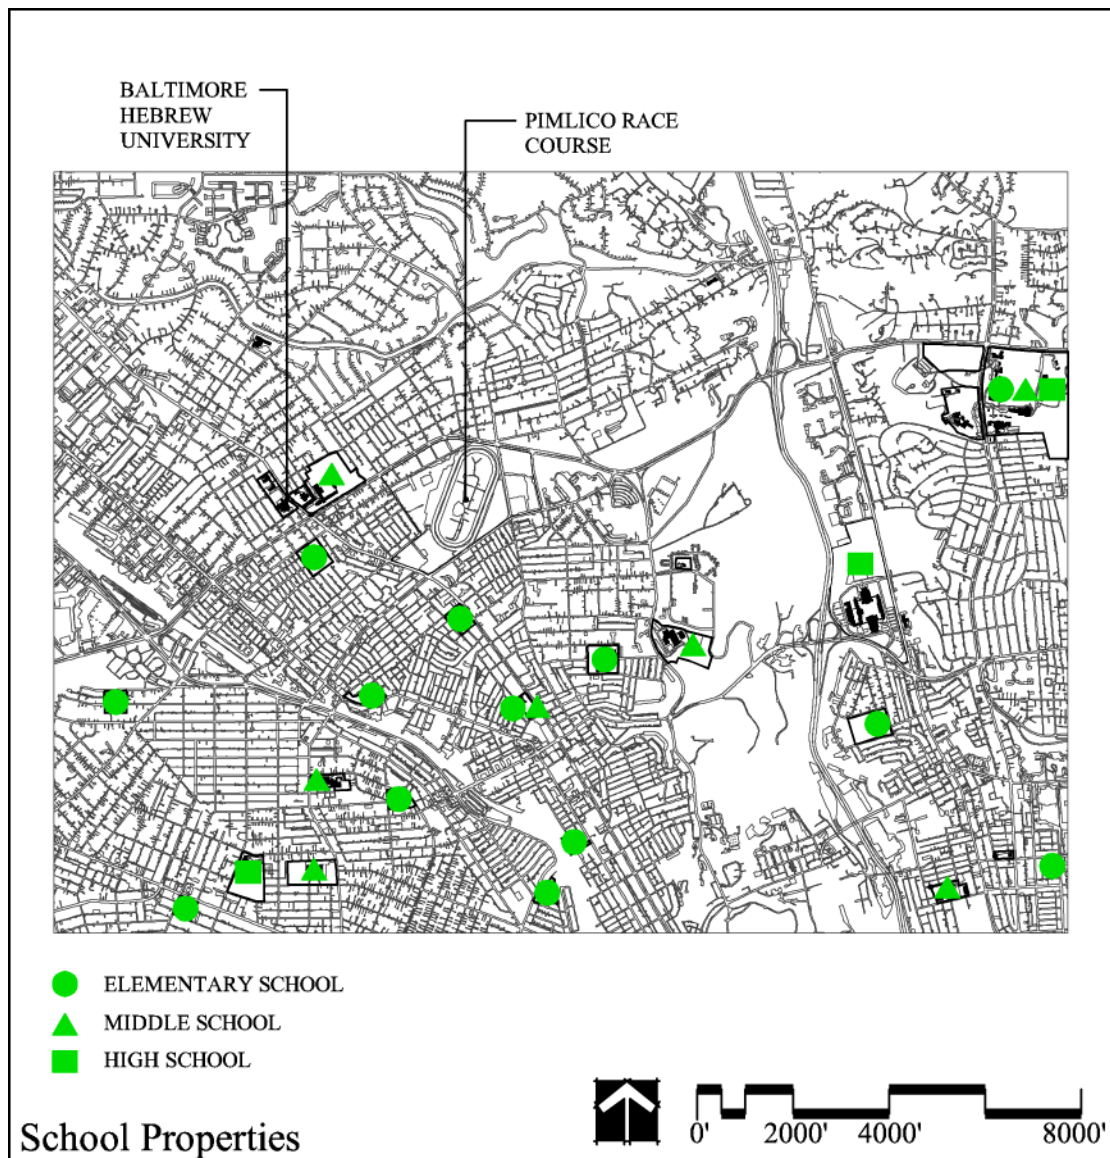 BALTIMORE
HEBREW
UNIVERSITY
PIMLICO RACE
COURSE
ELEMENTARY SCHOOL
MIDDLE SCHOOL
HIGH SCHOOL
School Properties
0' 2000' 4000' 8000'